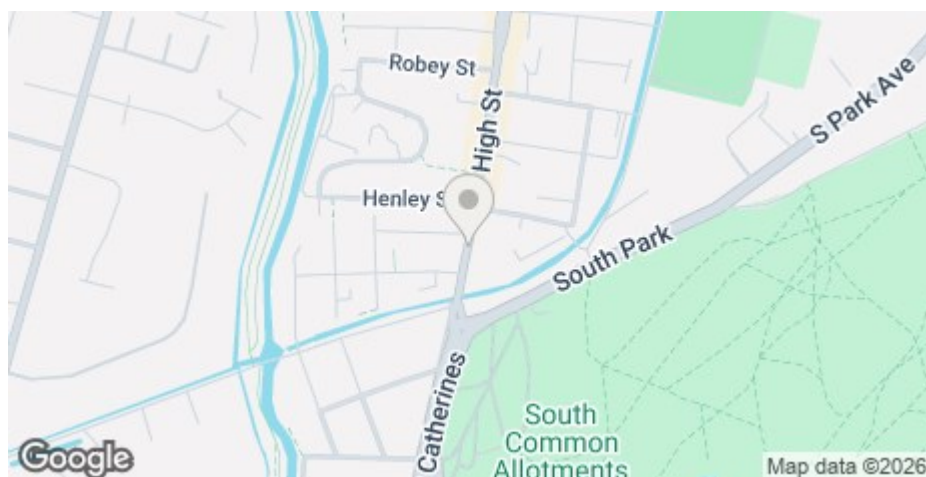 Robey St
High St
S Park Ave
Henley S
South Park
Catherines
South
Common
Allotments
Google
Map data ©2026